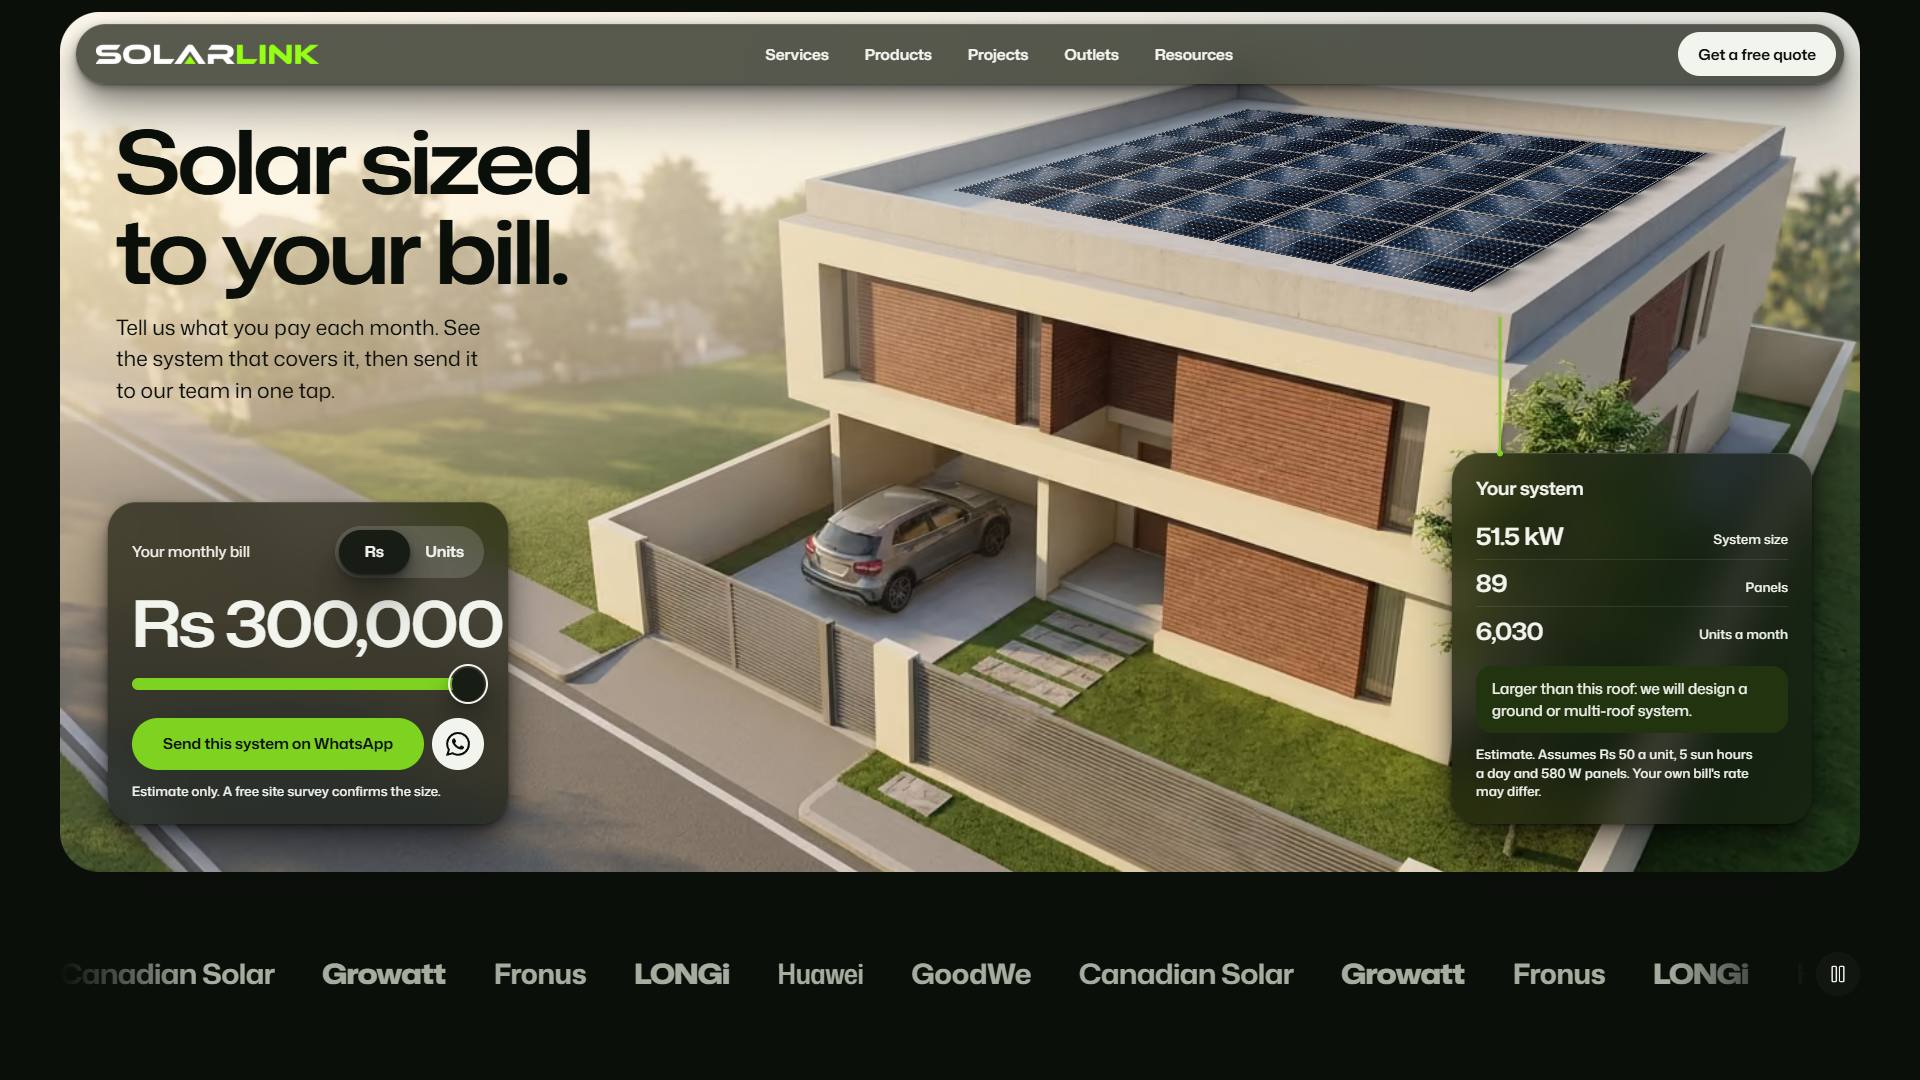 SOLARLINK
Services
Products
Projects
Outlets
Resources
Get a free quote
Solar sized
to your bill.
Tell us what you pay each month. See
the system that covers it, then send it
to our team in one tap.
Your monthly bill
Rs
Units
Rs 300,000
Send this system on WhatsApp
Estimate only. A free site survey confirms the size.
Your system
51.5 kW
System size
89
Panels
6,030
Units a month
Larger than this roof: we will design a
ground or multi-roof system.
Estimate. Assumes Rs 50 a unit, 5 sun hours
a day and 580 W panels. Your own bill's rate
may differ.
Canadian Solar
Growatt
Fronus
LONGi
Huawei
GoodWe
Canadian Solar
Growatt
Fronus
LONGi